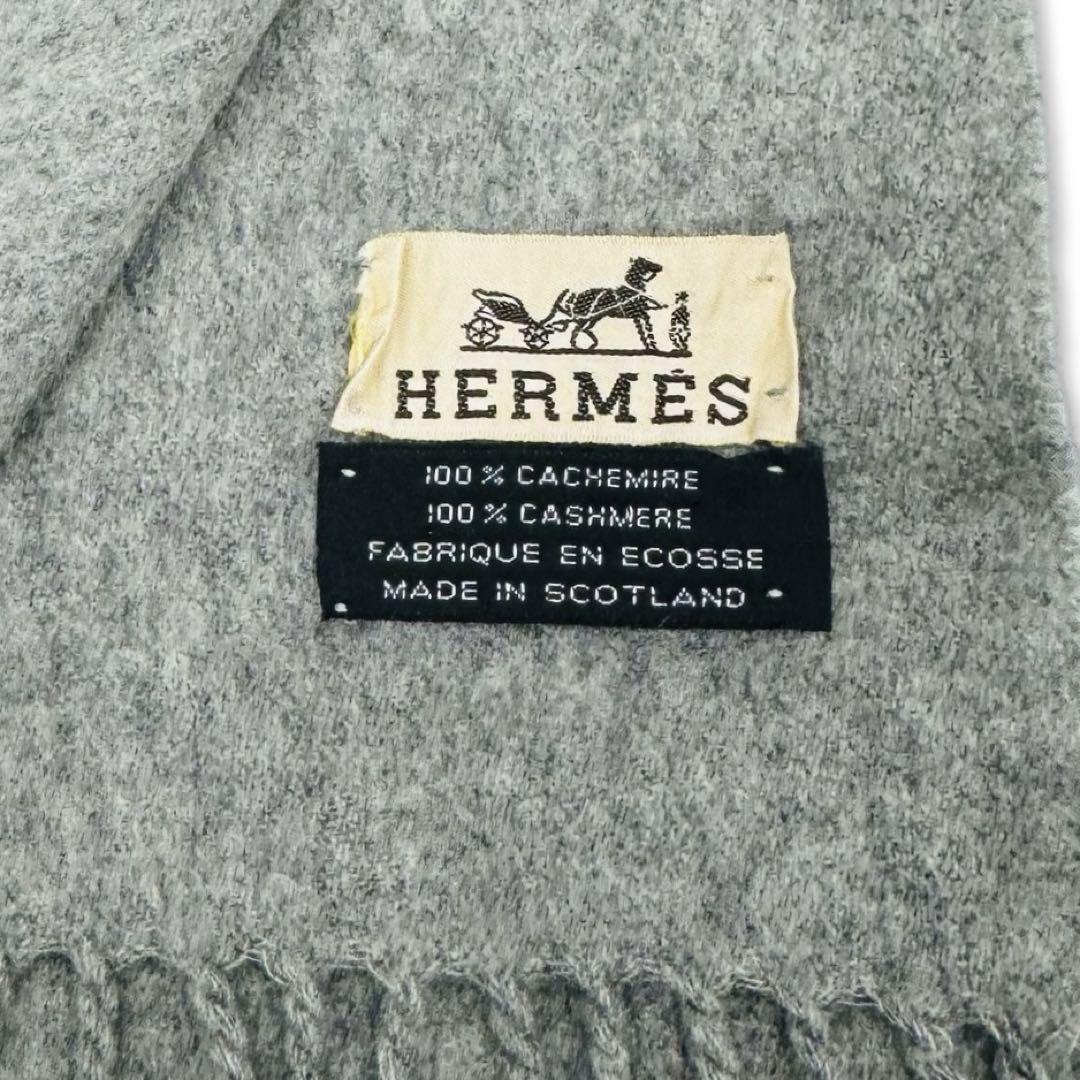 HERMÈS
100 % CACHEMIRE
100 % CASHMERE
FABRIQUE EN ECOSSE
MADE IN SCOTLAND